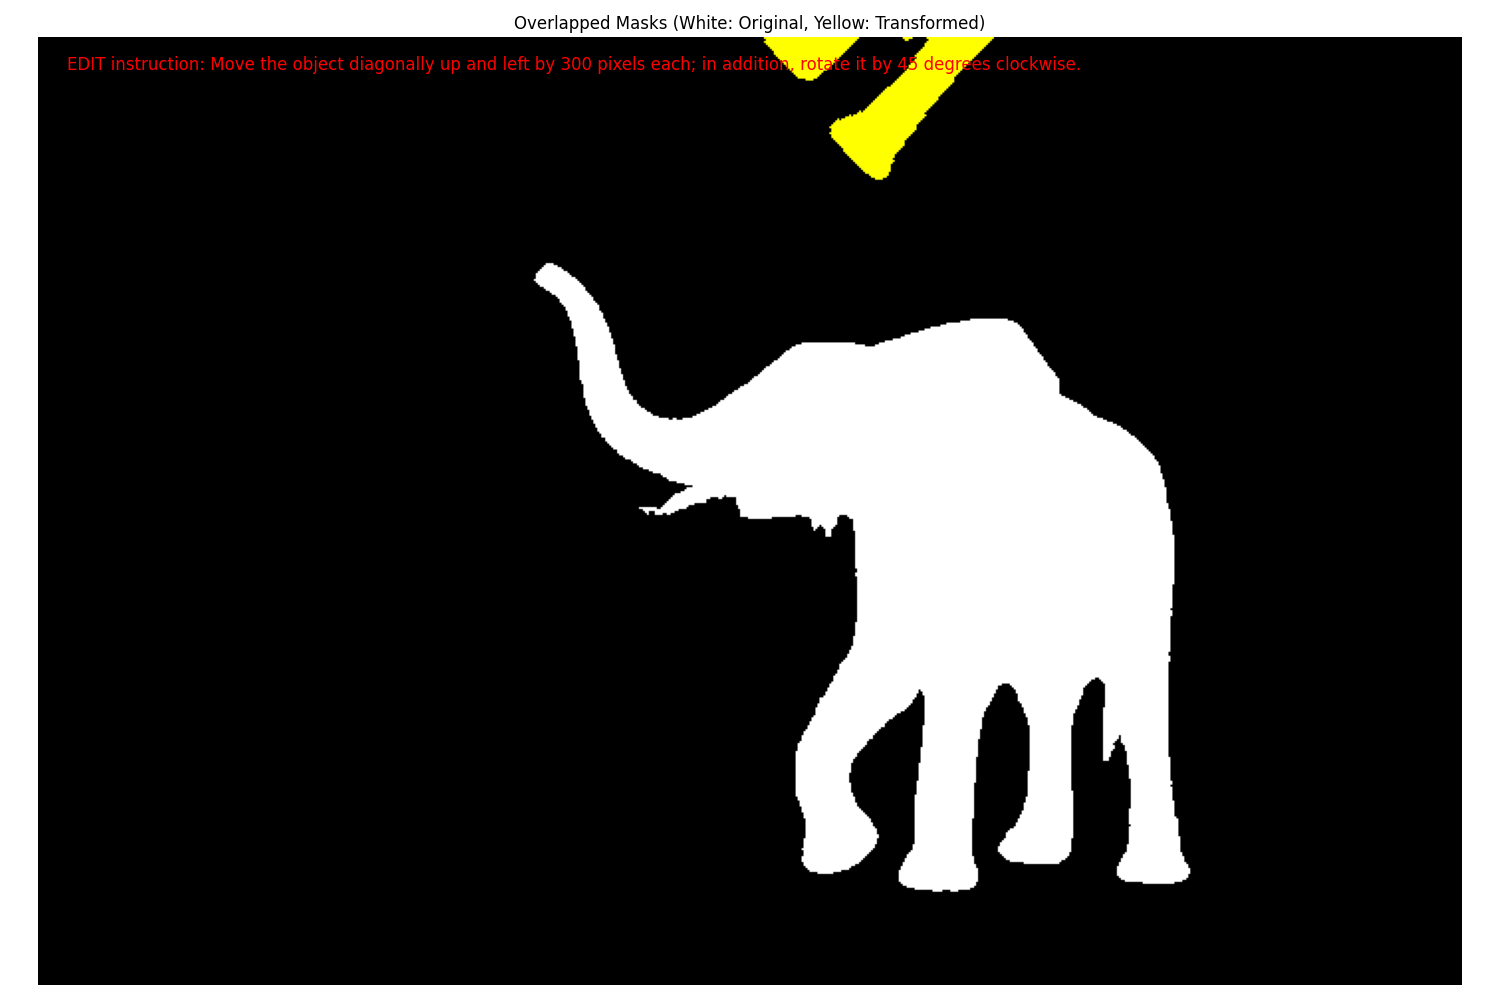 Overlapped Masks (White: Original, Yellow: Transformed)
EDIT instruction: Move the object diagonally up and left by 300 pixels each; in addition, rotate it by 45 degrees clockwise.